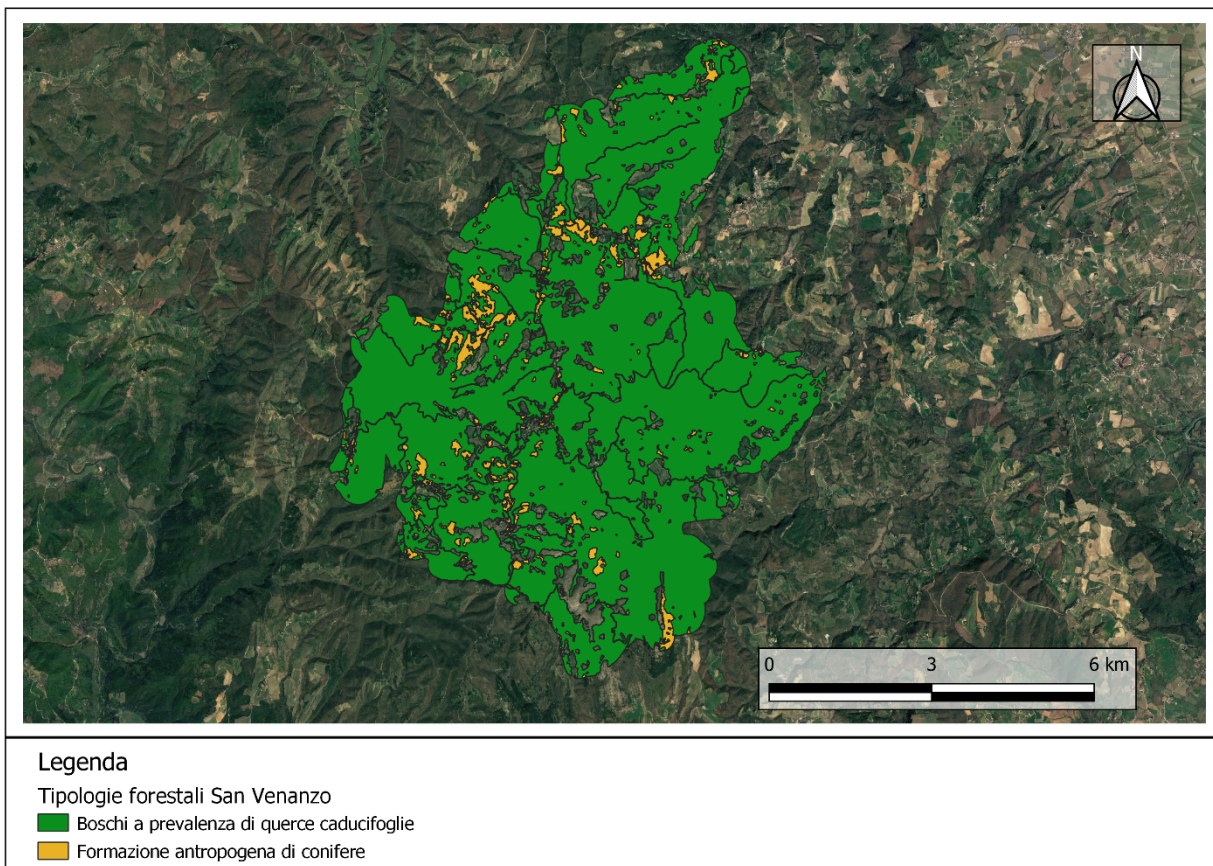 N
0 3 6 km
Legenda
Tipologie forestali San Venanzo
Boschi a prevalenza di querce caducifoglie
Formazione antropogena di conifere